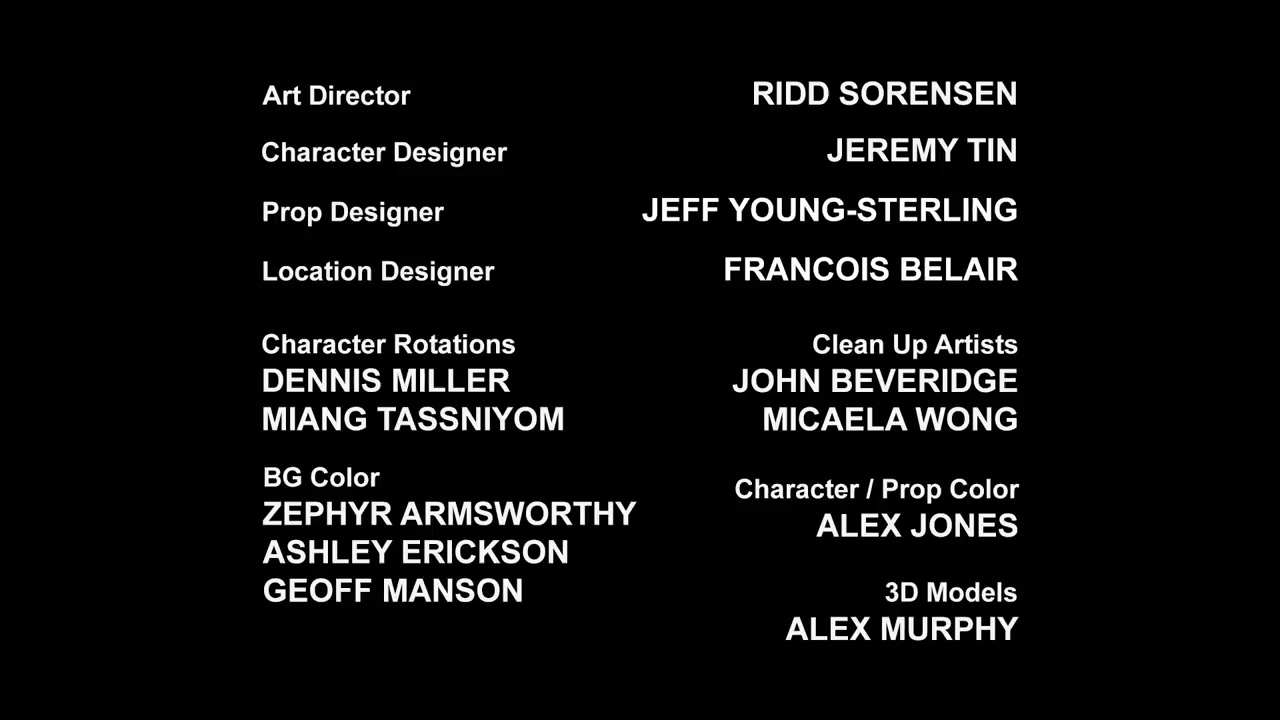 Art Director RIDD SORENSEN
Character Designer JEREMY TIN
Prop Designer JEFF YOUNG-STERLING
Location Designer FRANCOIS BELAIR
Character Rotations
DENNIS MILLER
MIANG TASSNIYOM
Clean Up Artists
JOHN BEVERIDGE
MICAELA WONG
BG Color
ZEPHYR ARMSWORTHY
ASHLEY ERICKSON
GEOFF MANSON
Character / Prop Color
ALEX JONES
3D Models
ALEX MURPHY